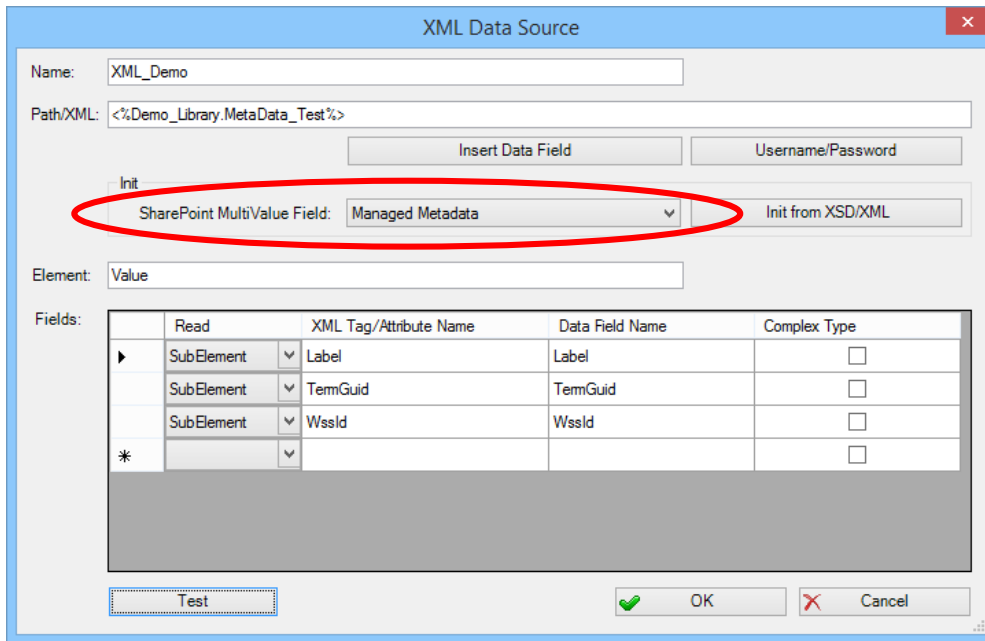 XML Data Source
Name: XML_Demo
Path/XML: <%Demo_Library.MetaData_Test%>
Insert Data Field Username/Password
Init
SharePoint MultiValue Field: Managed Metadata Init from XSD/XML
Element: Value
Fields: Read XML Tag/Attribute Name Data Field Name Complex Type
SubElement Label Label
SubElement TermGuid TermGuid
SubElement WssId WssId
Test OK Cancel